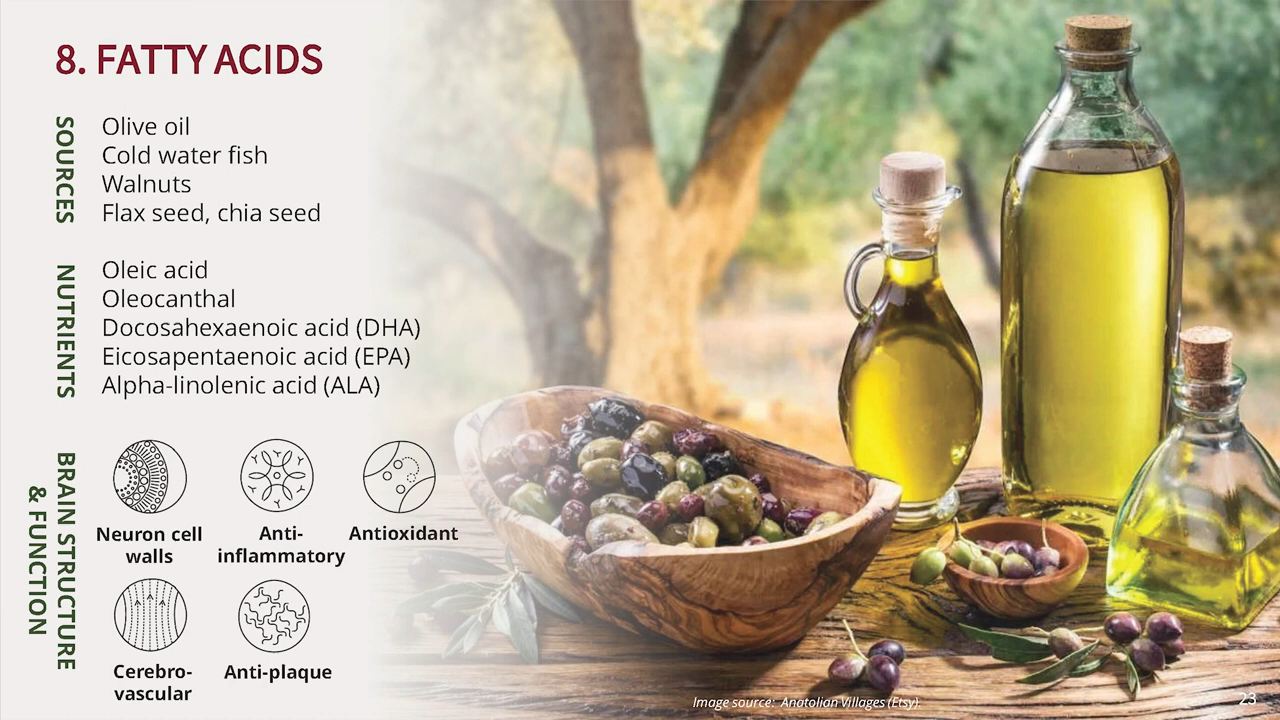 8. FATTY ACIDS
SOURCES
Olive oil
Cold water fish
Walnuts
Flax seed, chia seed
NUTRIENTS
Oleic acid
Oleocanthal
Docosahexaenoic acid (DHA)
Eicosapentaenoic acid (EPA)
Alpha-linolenic acid (ALA)
BRAIN STRUCTURE
& FUNCTION
Neuron cell
walls
Anti-
inflammatory
Antioxidant
Cerebro-
vascular
Anti-plaque
Image source: Anatolian Villages (Etsy).
23